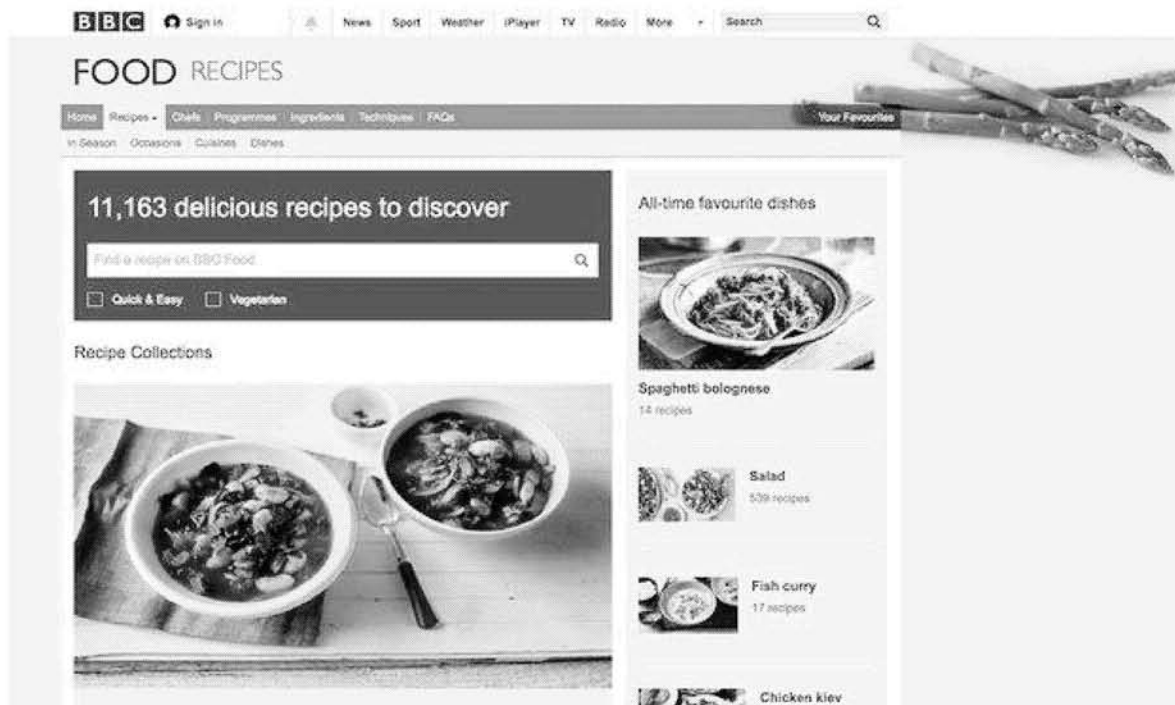 BBC Sign in News Sport Weather iPlayer TV Radio More Search
FOOD RECIPES
Home Recipes Chefs Programmes Ingredients Techniques FAQs Your Favourites
In Season Occasions Cuisines Dishes
11,163 delicious recipes to discover
Find a recipe on BBC Food
Quick & Easy Vegetarian
Recipe Collections
All-time favourite dishes
Spaghetti bolognese
14 recipes
Salad
539 recipes
Fish curry
17 recipes
Chicken kiev